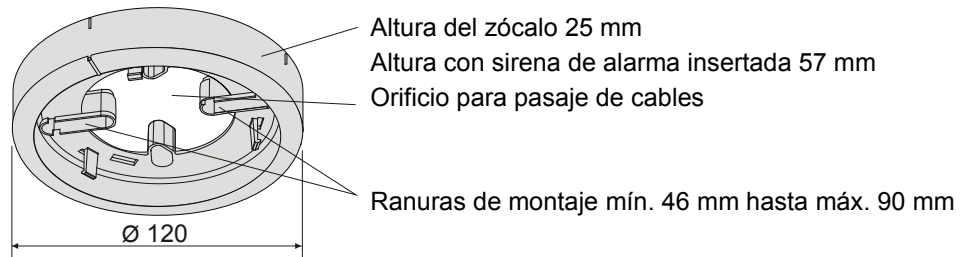 Altura del zócalo 25 mm
Altura con sirena de alarma insertada 57 mm
Orificio para pasaje de cables
Ranuras de montaje mín. 46 mm hasta máx. 90 mm
Ø 120